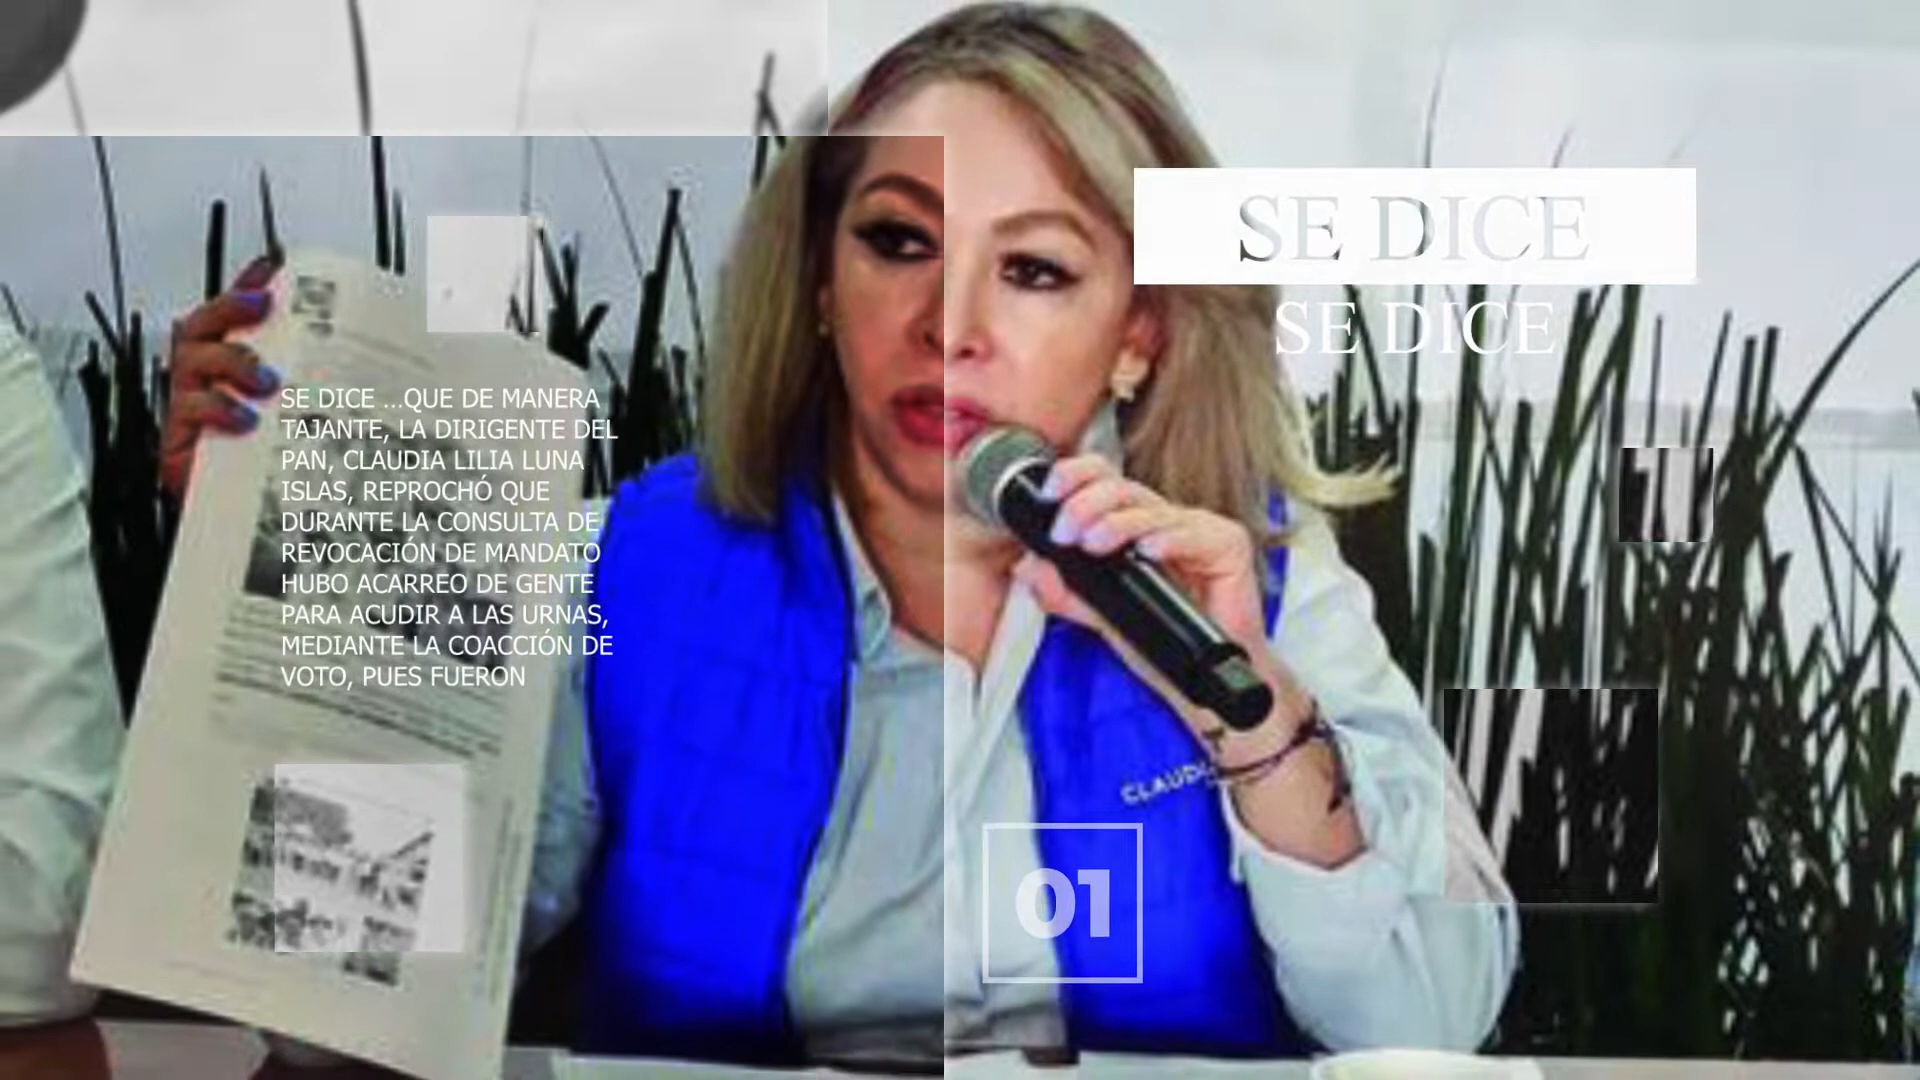 SE DICE
SE DICE
SE DICE ...QUE DE MANERA
TAJANTE, LA DIRIGENTE DEL
PAN, CLAUDIA LILIA LUNA
ISLAS, REPROCHÓ QUE
DURANTE LA CONSULTA DE
REVOCACIÓN DE MANDATO
HUBO ACARREO DE GENTE
PARA ACUDIR A LAS URNAS,
MEDIANTE LA COACCIÓN DE
VOTO, PUES FUERON
CLAUDI
01